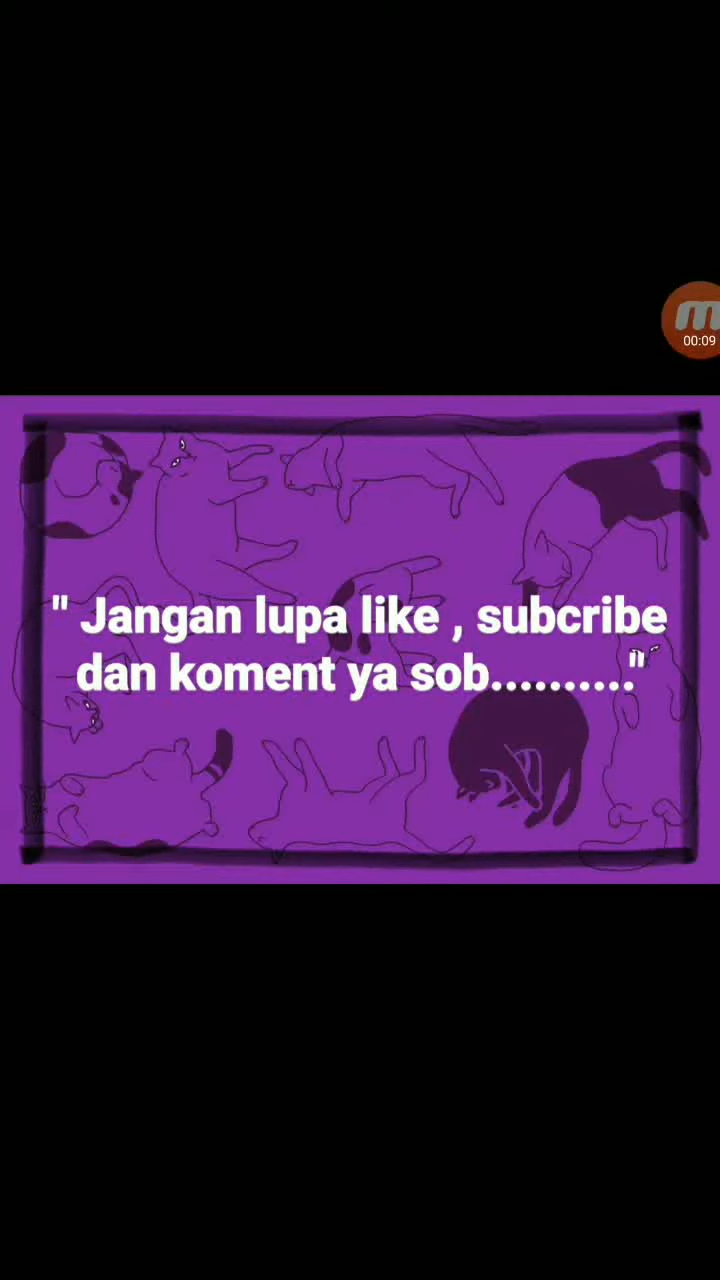 m
00:09
" Jangan lupa like , subcribe
dan koment ya sob.........."